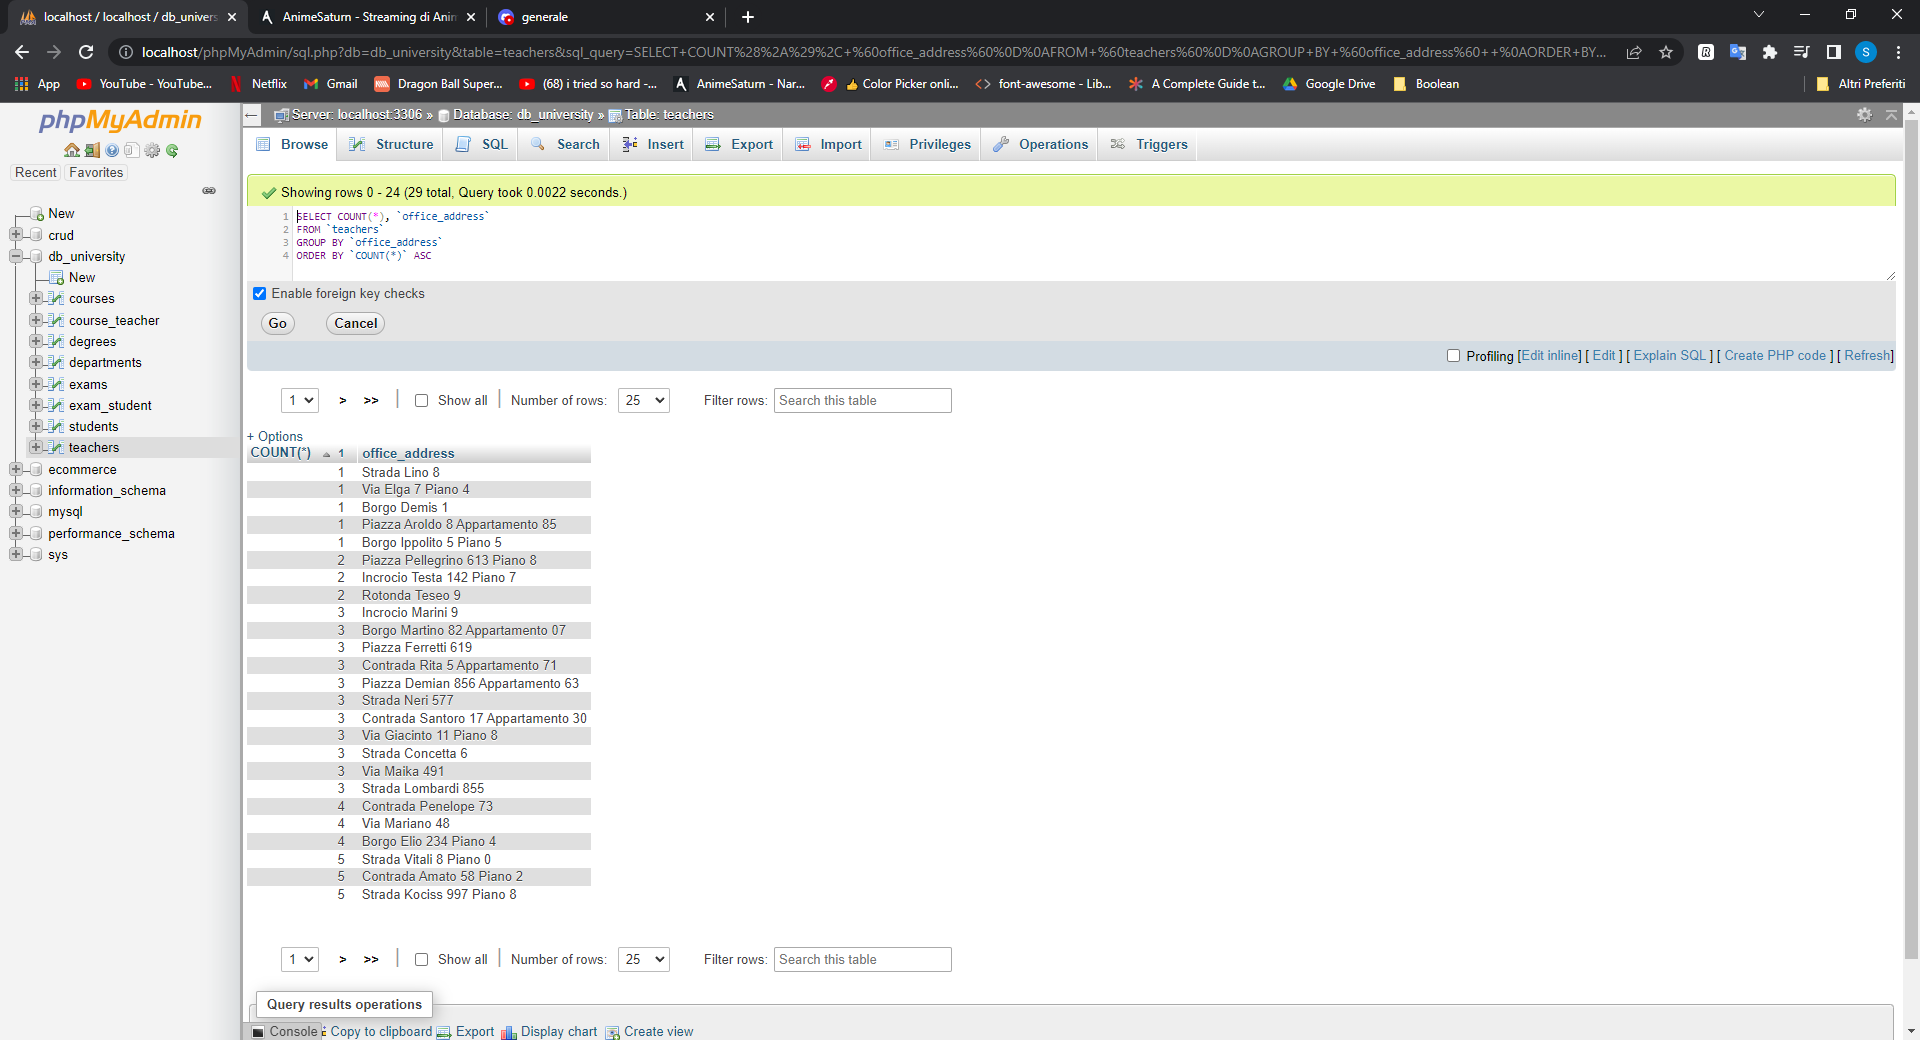 localhost / localhost / db_univers
AnimeSaturn - Streaming di Anim
generale
localhost/phpMyAdmin/sql.php?db=db_university&table=teachers&sql_query=SELECT+COUNT%28%2A%29%2C+%60office_address%60%0D%0AFROM+%60teachers%60%0D%0AGROUP+BY+%60office_address%60++%0AORDER+BY...
S
App
YouTube - YouTube...
Netflix
Gmail
Dragon Ball Super...
(68) i tried so hard -...
AnimeSaturn - Nar...
👍 Color Picker onli...
font-awesome - Lib...
A Complete Guide t...
Google Drive
Boolean
Altri Preferiti
phpMyAdmin
Recent Favorites
New
crud
db_university
New
courses
course_teacher
degrees
departments
exams
exam_student
students
teachers
ecommerce
information_schema
mysql
performance_schema
sys
Server: localhost:3306 » Database: db_university » Table: teachers
Browse Structure SQL Search Insert Export Import Privileges Operations Triggers
Showing rows 0 - 24 (29 total, Query took 0.0022 seconds.)
1 SELECT COUNT(*), `office_address`
2 FROM `teachers`
3 GROUP BY `office_address`
4 ORDER BY `COUNT(*)` ASC
Enable foreign key checks
Go Cancel
Profiling [Edit inline] [ Edit ] [ Explain SQL ] [ Create PHP code ] [ Refresh]
1 > >> Show all Number of rows: 25 Filter rows: Search this table
+ Options
COUNT(*) 1 office_address
1 Strada Lino 8
1 Via Elga 7 Piano 4
1 Borgo Demis 1
1 Piazza Aroldo 8 Appartamento 85
1 Borgo Ippolito 5 Piano 5
2 Piazza Pellegrino 613 Piano 8
2 Incrocio Testa 142 Piano 7
2 Rotonda Teseo 9
3 Incrocio Marini 9
3 Borgo Martino 82 Appartamento 07
3 Piazza Ferretti 619
3 Contrada Rita 5 Appartamento 71
3 Piazza Demian 856 Appartamento 63
3 Strada Neri 577
3 Contrada Santoro 17 Appartamento 30
3 Via Giacinto 11 Piano 8
3 Strada Concetta 6
3 Via Maika 491
3 Strada Lombardi 855
4 Contrada Penelope 73
4 Via Mariano 48
4 Borgo Elio 234 Piano 4
5 Strada Vitali 8 Piano 0
5 Contrada Amato 58 Piano 2
5 Strada Kociss 997 Piano 8
1 > >> Show all Number of rows: 25 Filter rows: Search this table
Query results operations
Console Copy to clipboard Export Display chart Create view